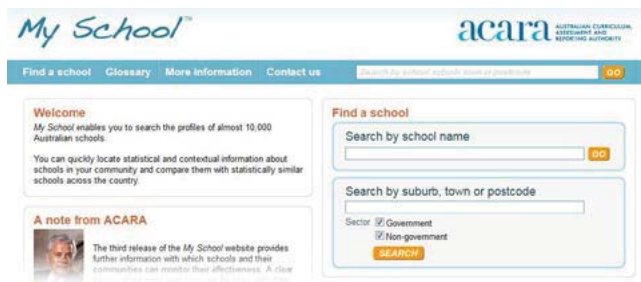 My School™
acara AUSTRALIAN CURRICULUM,
ASSESSMENT AND
REPORTING AUTHORITY
Find a school Glossary More information Contact us Search by school suburb town or postcode GO
Welcome
My School enables you to search the profiles of almost 10,000
Australian schools.
You can quickly locate statistical and contextual information about
schools in your community and compare them with statistically similar
schools across the country.
A note from ACARA
The third release of the My School website provides
further information with which schools and their
communities can monitor their effectiveness. A clear
Find a school
Search by school name
GO
Search by suburb, town or postcode
Sector Government
Non-government
SEARCH